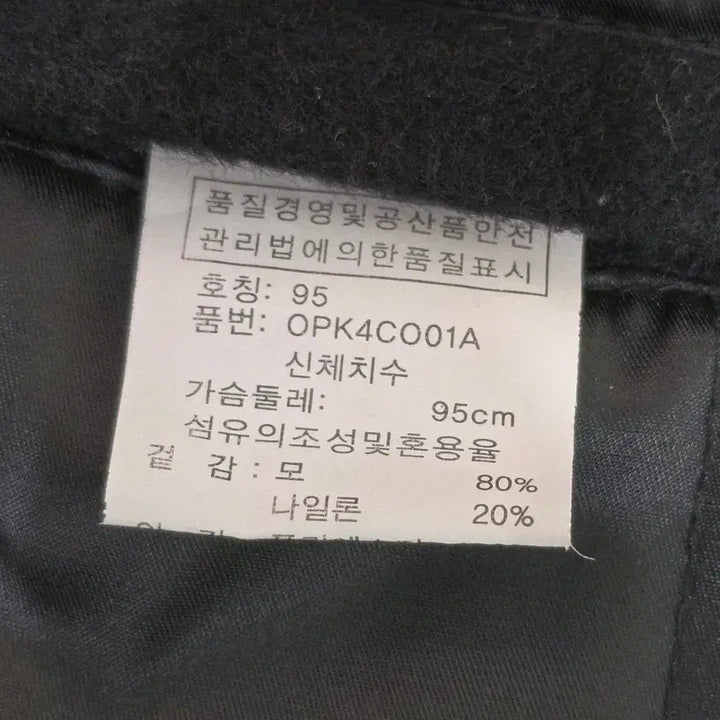 품질경영및공산품안전
관리법에의한품질표시
호칭: 95
품번: OPK4CO01A
신체치수
가슴둘레: 95cm
섬유의조성및혼용율
겉 감 : 모 80%
나일론 20%